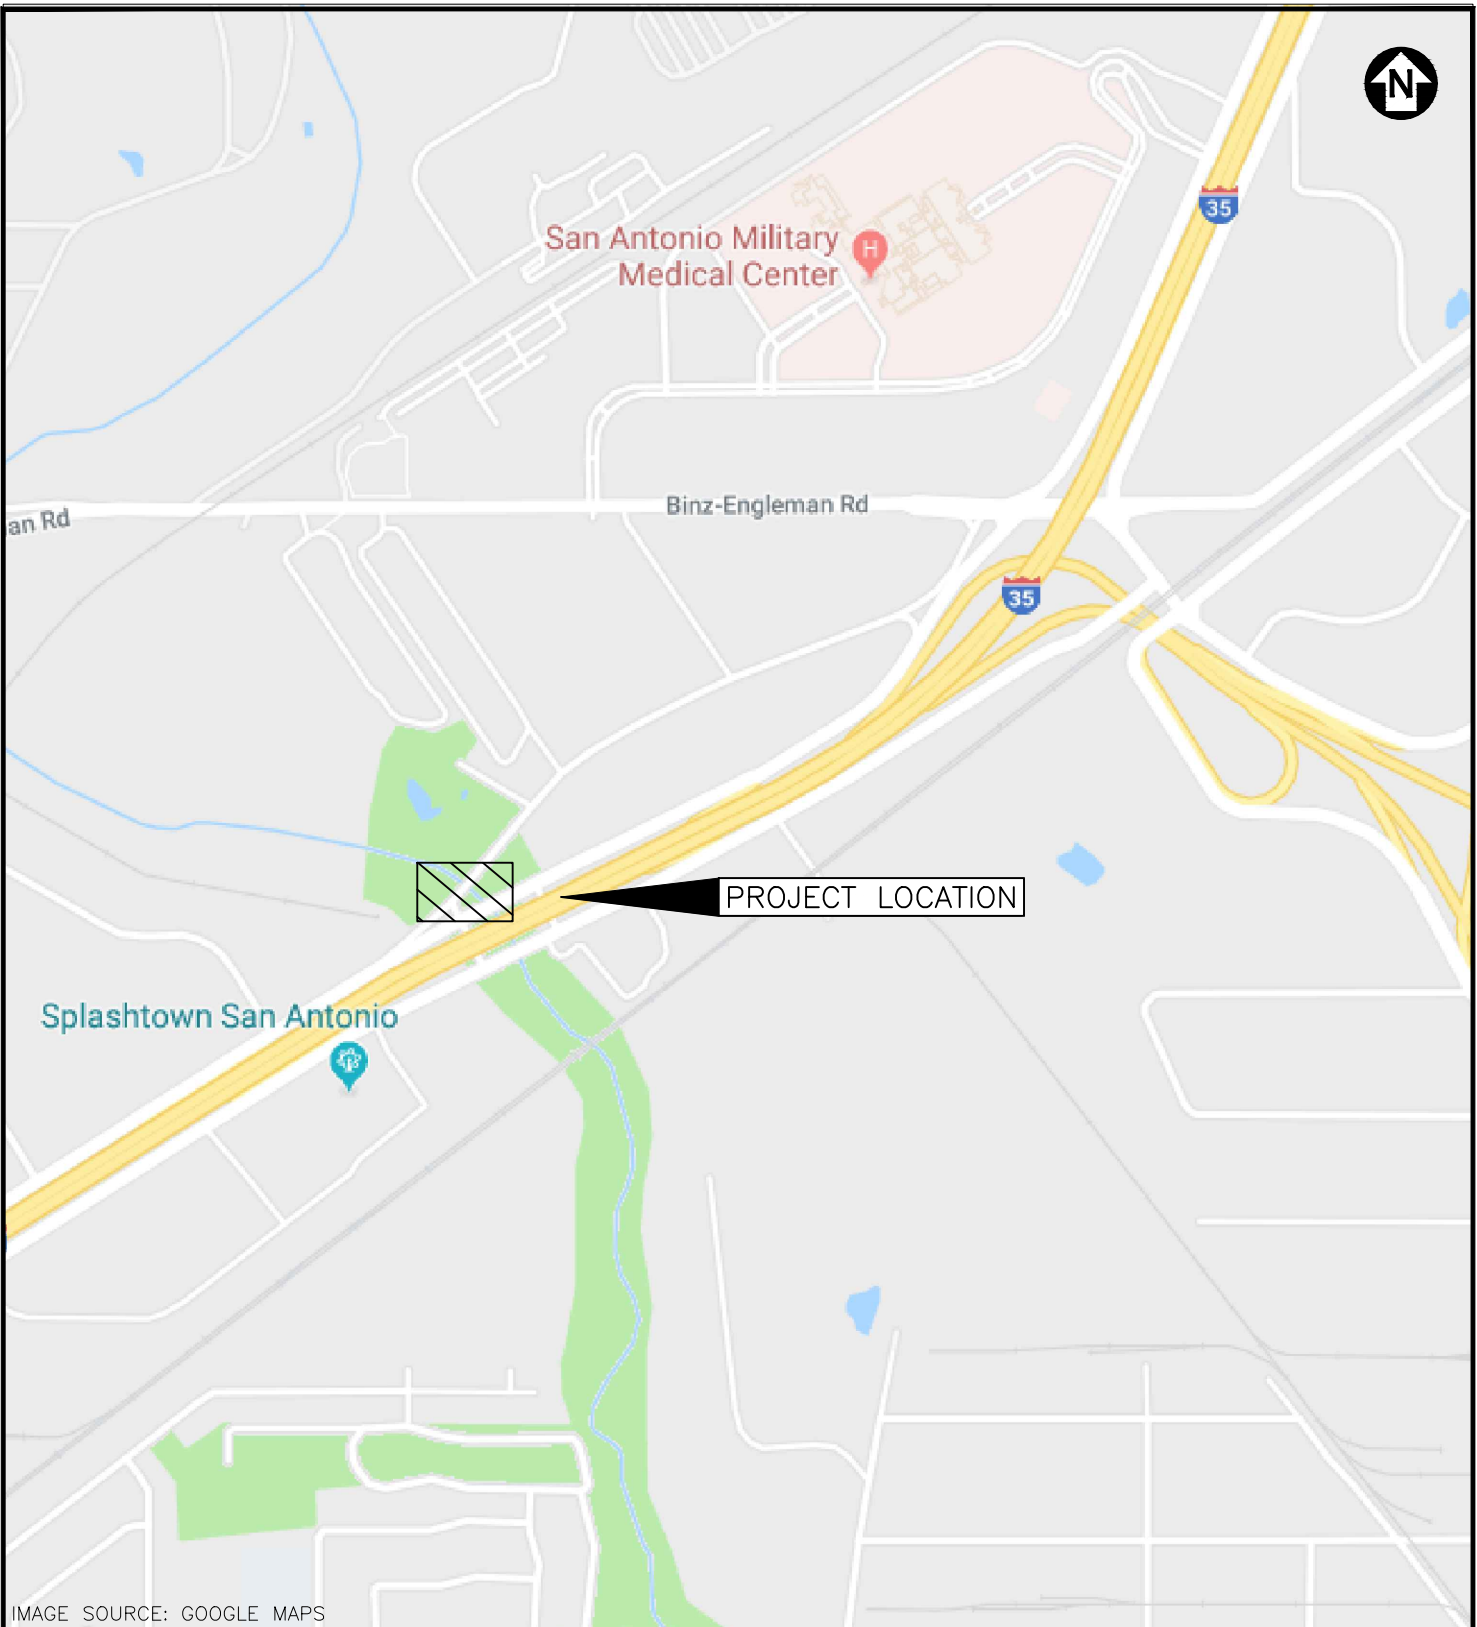 N
35
San Antonio Military
Medical Center
H
Binz-Engleman Rd
an Rd
35
PROJECT LOCATION
Splashtown San Antonio
IMAGE SOURCE: GOOGLE MAPS